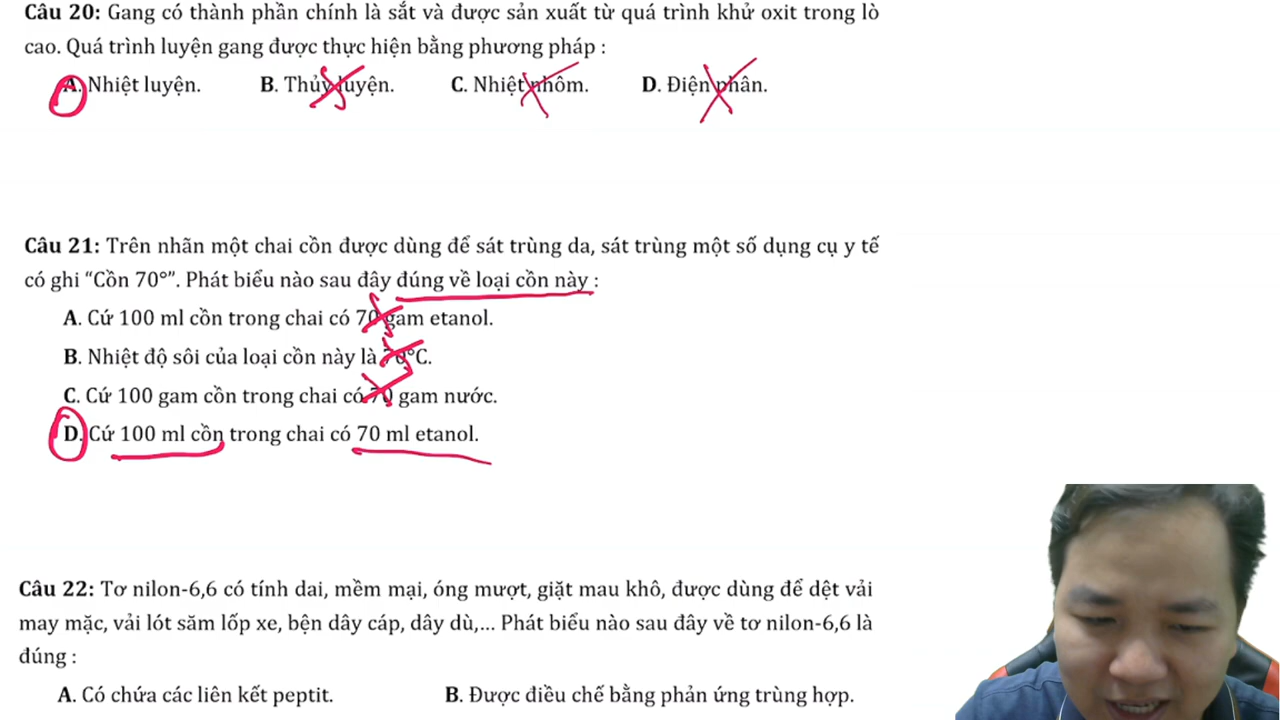 Câu 20: Gang có thành phần chính là sắt và được sản xuất từ quá trình khử oxit trong lò
cao. Quá trình luyện gang được thực hiện bằng phương pháp :
A. Nhiệt luyện. B. Thủy luyện. C. Nhiệt nhôm. D. Điện phân.
Câu 21: Trên nhãn một chai cồn được dùng để sát trùng da, sát trùng một số dụng cụ y tế
có ghi “Cồn 70°”. Phát biểu nào sau đây đúng về loại cồn này :
A. Cứ 100 ml cồn trong chai có 70 gam etanol.
B. Nhiệt độ sôi của loại cồn này là 70°C.
C. Cứ 100 gam cồn trong chai có 70 gam nước.
D. Cứ 100 ml cồn trong chai có 70 ml etanol.
Câu 22: Tơ nilon-6,6 có tính dai, mềm mại, óng mượt, giặt mau khô, được dùng để dệt vải
may mặc, vải lót săm lốp xe, bện dây cáp, dây dù,... Phát biểu nào sau đây về tơ nilon-6,6 là
đúng :
A. Có chứa các liên kết peptit. B. Được điều chế bằng phản ứng trùng hợp.